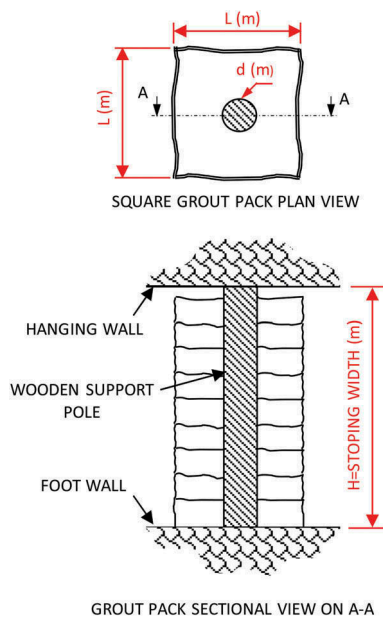 L (m)
L (m)
d (m)
A
A
SQUARE GROUT PACK PLAN VIEW
HANGING WALL
WOODEN SUPPORT
POLE
FOOT WALL
H=STOPING WIDTH (m)
GROUT PACK SECTIONAL VIEW ON A-A